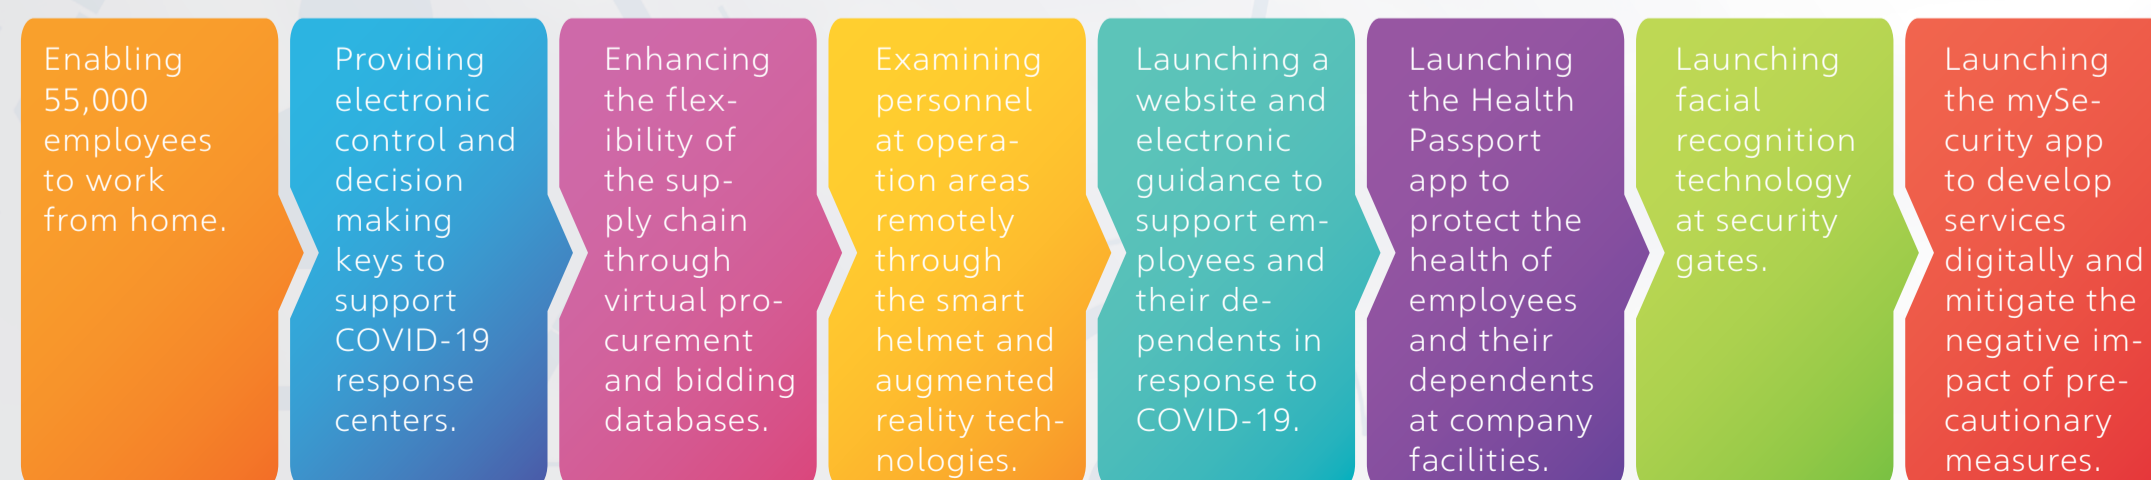 Enabling
55,000
employees
to work
from home.
Providing
electronic
control and
decision
making
keys to
support
COVID-19
response
centers.
Enhancing
the flex-
ibility of
the sup-
ply chain
through
virtual pro-
curement
and bidding
databases.
Examining
personnel
at opera-
tion areas
remotely
through
the smart
helmet and
augmented
reality tech-
nologies.
Launching a
website and
electronic
guidance to
support em-
ployees and
their de-
pendents in
response to
COVID-19.
Launching
the Health
Passport
app to
protect the
health of
employees
and their
dependents
at company
facilities.
Launching
facial
recognition
technology
at security
gates.
Launching
the mySe-
curity app
to develop
services
digitally and
mitigate the
negative im-
pact of pre-
cautionary
measures.